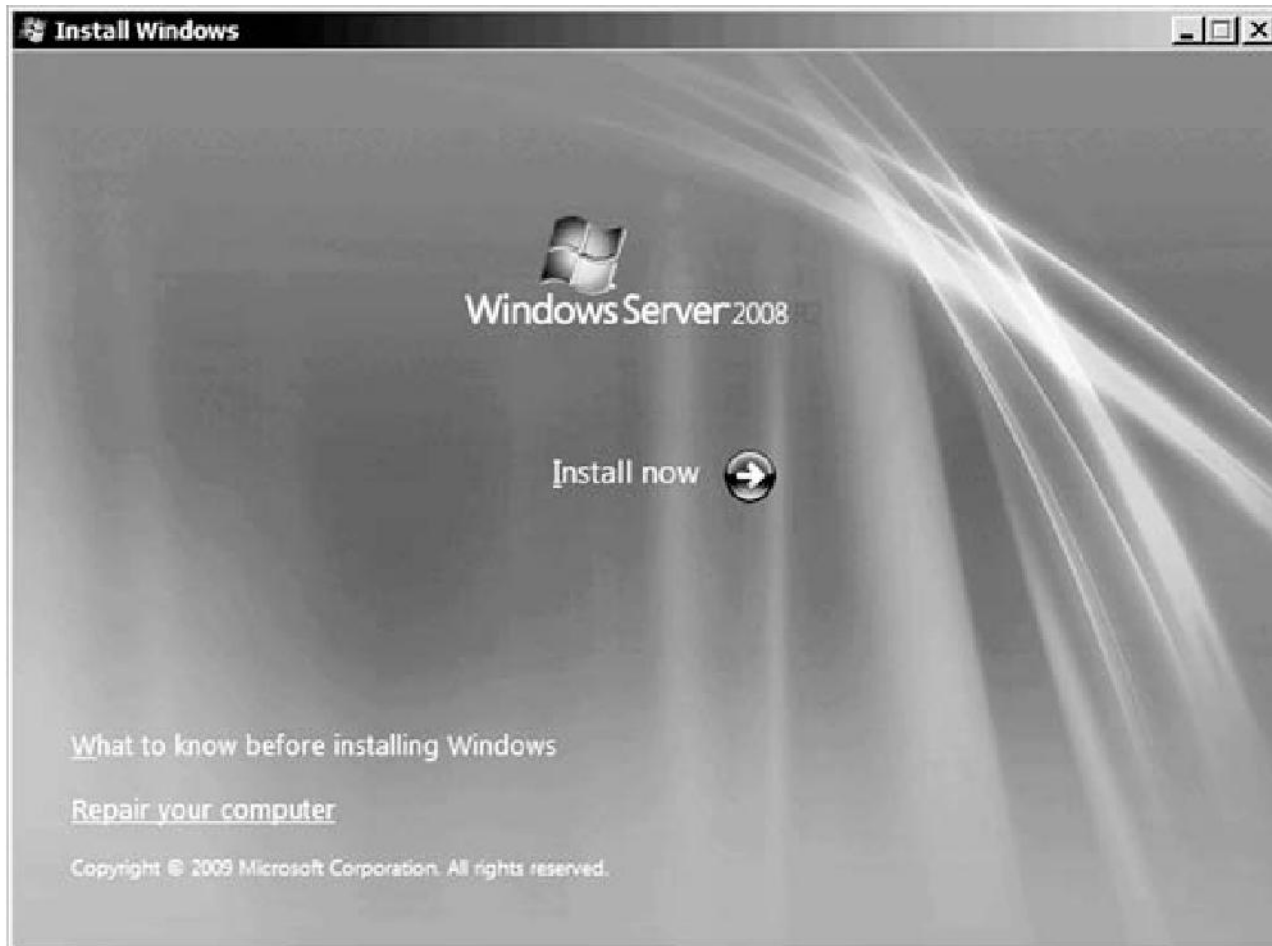 Install Windows
Windows Server 2008
Install now
What to know before installing Windows
Repair your computer
Copyright © 2009 Microsoft Corporation. All rights reserved.